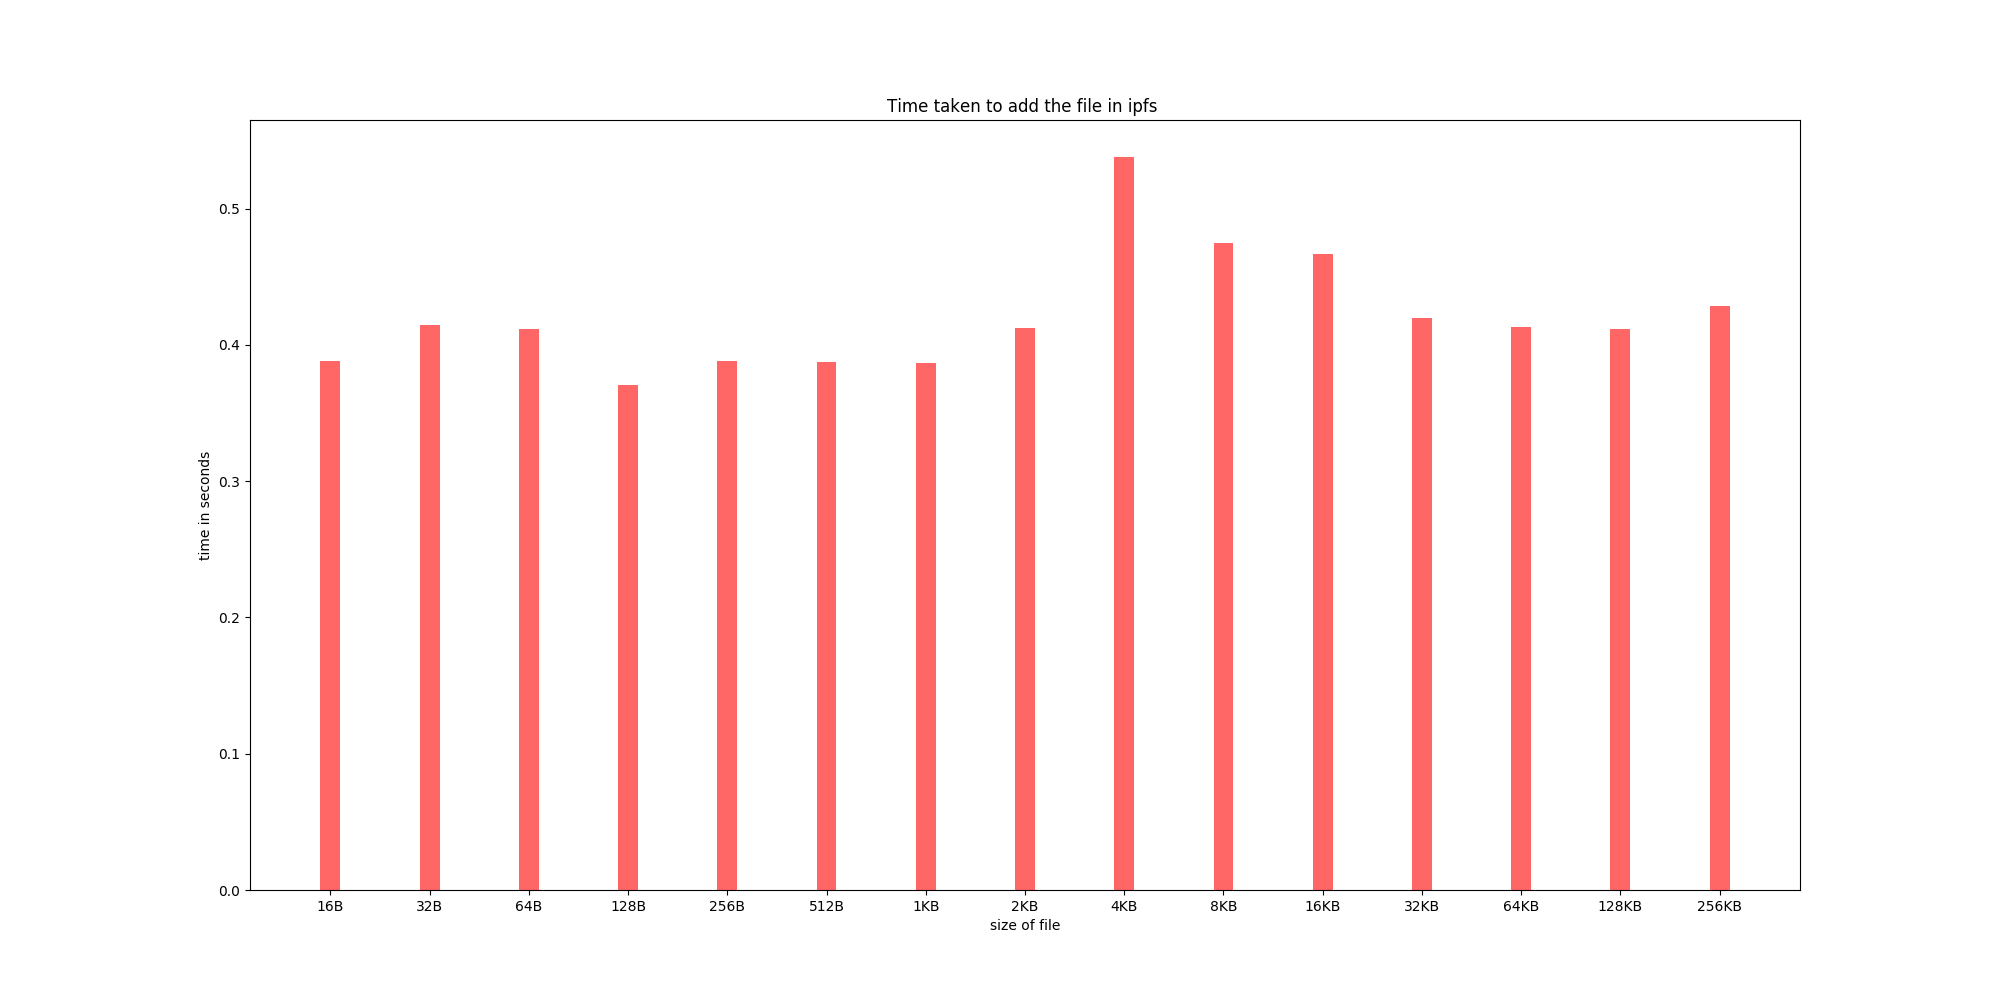 Time taken to add the file in ipfs
time in seconds
0.5
0.4
0.3
0.2
0.1
0.0
16B 32B 64B 128B 256B 512B 1KB 2KB 4KB 8KB 16KB 32KB 64KB 128KB 256KB
size of file